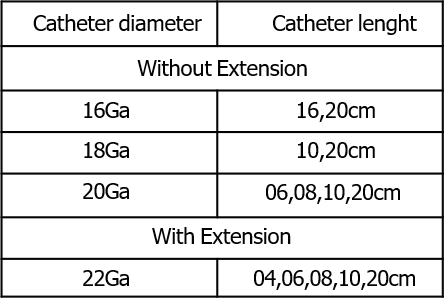 Catheter diameter Catheter lenght
Without Extension
16Ga 16,20cm
18Ga 10,20cm
20Ga 06,08,10,20cm
With Extension
22Ga 04,06,08,10,20cm